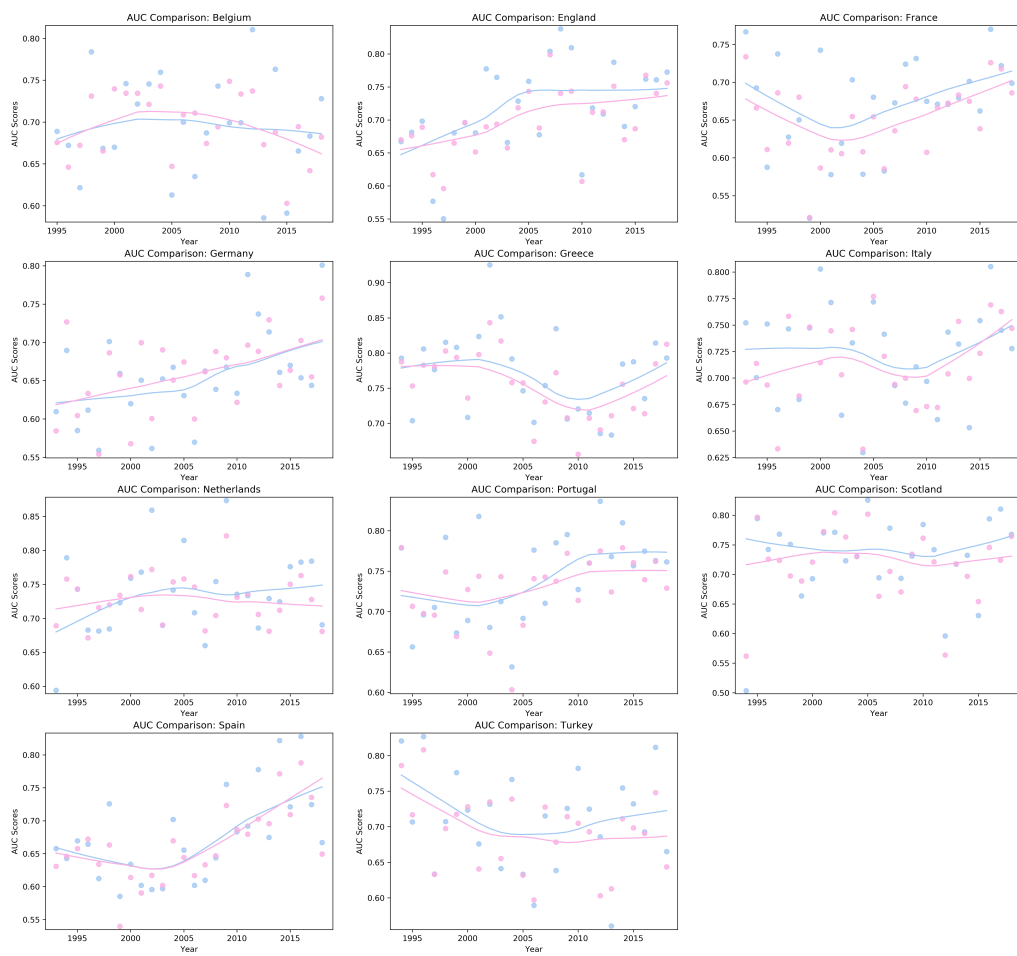 AUC Comparison: Belgium
0.80
0.75
0.70
0.65
0.60
AUC Scores
1995 2000 2005 2010 2015
Year
AUC Comparison: England
0.80
0.75
0.70
0.65
0.60
0.55
AUC Scores
1995 2000 2005 2010 2015
Year
AUC Comparison: France
0.75
0.70
0.65
0.60
0.55
AUC Scores
1995 2000 2005 2010 2015
Year
AUC Comparison: Germany
0.80
0.75
0.70
0.65
0.60
0.55
AUC Scores
1995 2000 2005 2010 2015
Year
AUC Comparison: Greece
0.90
0.85
0.80
0.75
0.70
AUC Scores
1995 2000 2005 2010 2015
Year
AUC Comparison: Italy
0.800
0.775
0.750
0.725
0.700
0.675
0.650
0.625
AUC Scores
1995 2000 2005 2010 2015
Year
AUC Comparison: Netherlands
0.85
0.80
0.75
0.70
0.65
0.60
AUC Scores
1995 2000 2005 2010 2015
Year
AUC Comparison: Portugal
0.80
0.75
0.70
0.65
0.60
AUC Scores
1995 2000 2005 2010 2015
Year
AUC Comparison: Scotland
0.80
0.75
0.70
0.65
0.60
0.55
0.50
AUC Scores
1995 2000 2005 2010 2015
Year
AUC Comparison: Spain
0.80
0.75
0.70
0.65
0.60
0.55
AUC Scores
1995 2000 2005 2010 2015
Year
AUC Comparison: Turkey
0.80
0.75
0.70
0.65
0.60
AUC Scores
1995 2000 2005 2010 2015
Year